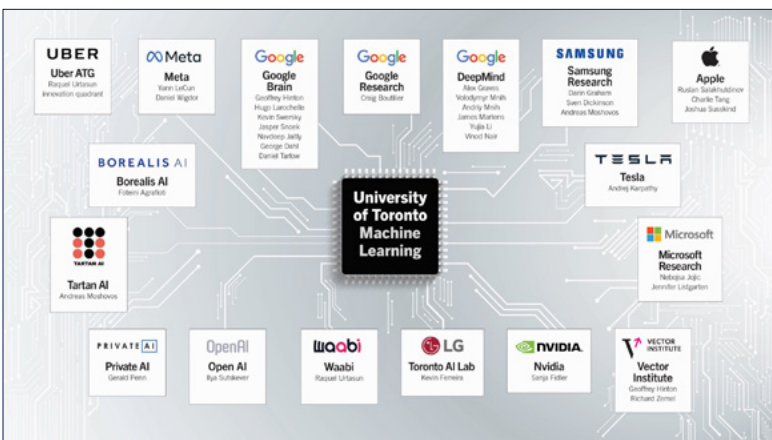 UBER
Uber ATG
Raquel Urtasun
innovation quadrant
Meta
Meta
Yann LeCun
Daniel Wigdor
Google
Google
Brain
Geoffrey Hinton
Hugo Larochelle
Kevin Swersky
Jasper Snoek
Navdeep Jaitly
George Dahl
Daniel Tarlow
Google
Google
Research
Craig Boutilier
Google
DeepMind
Alex Graves
Volodymyr Mnih
Andriy Mnih
James Martens
Yujia Li
Vinod Nair
SAMSUNG
Samsung
Research
Darin Graham
Sven Dickinson
Andreas Moshovos
Apple
Ruslan Salakhutdinov
Charlie Tang
Joshua Susskind
BOREALIS AI
Borealis AI
Foteini Agrafioti
University
of Toronto
Machine
Learning
TESLA
Tesla
Andrej Karpathy
TARTAN AI
Tartan AI
Andreas Moshovos
Microsoft
Microsoft
Research
Nebojsa Jojic
Jennifer Listgarten
PRIVATE AI
Private AI
Gerald Penn
OpenAI
Open AI
Ilya Sutskever
waabi
Waabi
Raquel Urtasun
LG
Toronto AI Lab
Kevin Ferreira
NVIDIA
Nvidia
Sanja Fidler
VECTOR
INSTITUTE
Vector
Institute
Geoffrey Hinton
Richard Zemel